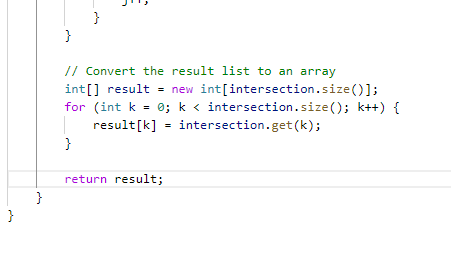 }
}
// Convert the result list to an array
int[] result = new int[intersection.size()];
for (int k = 0; k < intersection.size(); k++) {
result[k] = intersection.get(k);
}
return result;
}
}